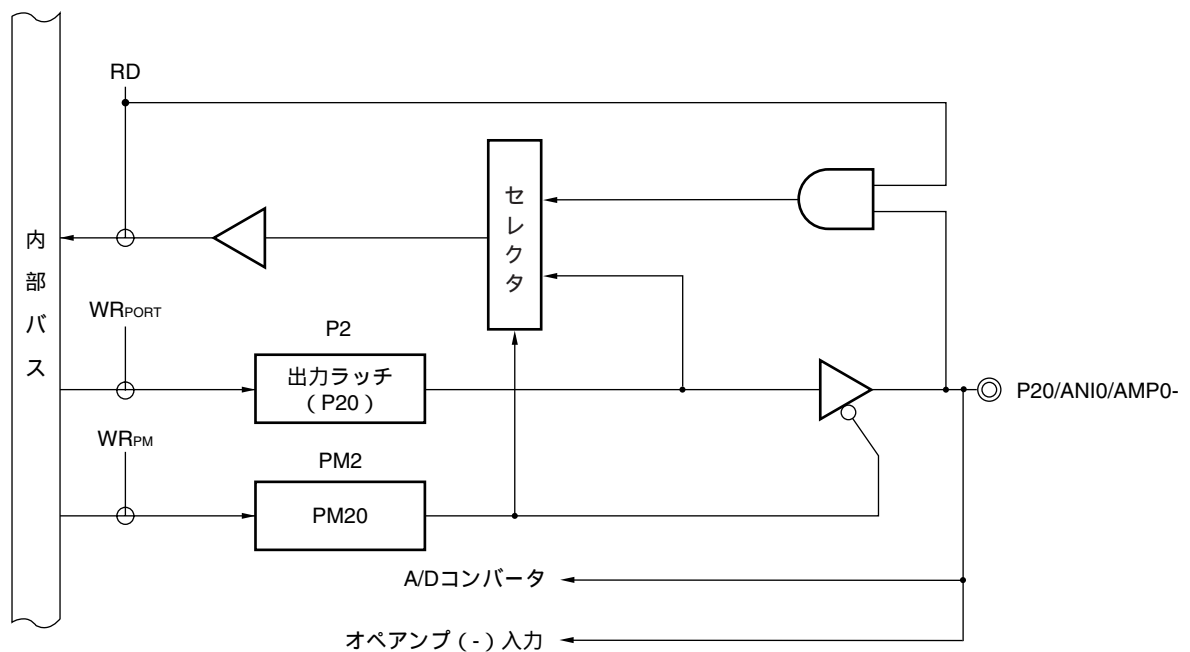 RD
セレクタ
内部バス
WRPORT
P2
出力ラッチ
(P20)
P20/ANI0/AMP0-
WRPM
PM2
PM20
A/Dコンバータ
オペアンプ(-)入力